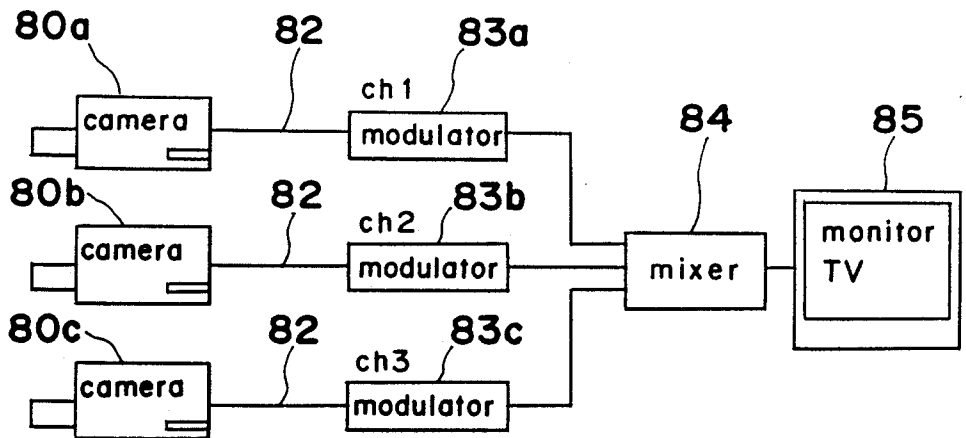 80a
82
83a
ch1
camera
modulator
84
85
80b
82
83b
ch2
camera
modulator
mixer
monitor
TV
80c
82
83c
ch3
camera
modulator